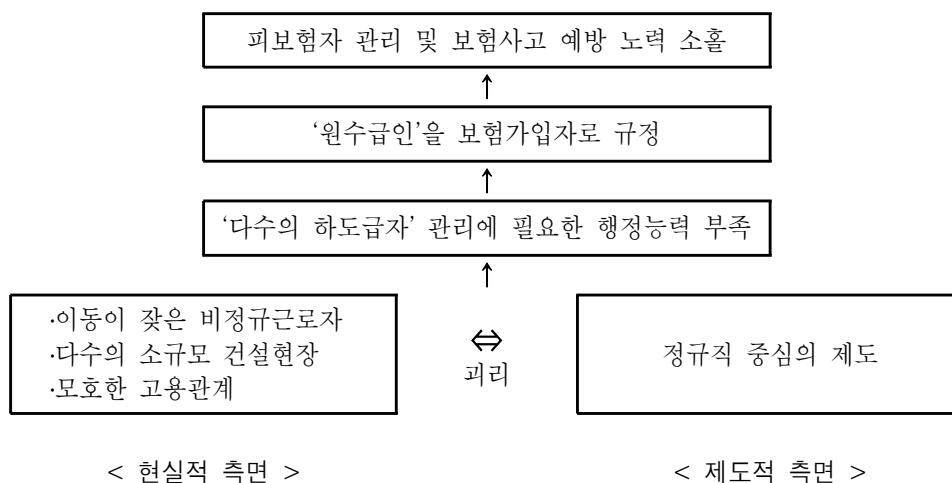 피보험자 관리 및 보험사고 예방 노력 소홀
↑
‘원수급인’을 보험가입자로 규정
↑
‘다수의 하도급자’ 관리에 필요한 행정능력 부족
↑
·이동이 잦은 비정규근로자
·다수의 소규모 건설현장
·모호한 고용관계
⇔
괴리
정규직 중심의 제도
< 현실적 측면 >
< 제도적 측면 >